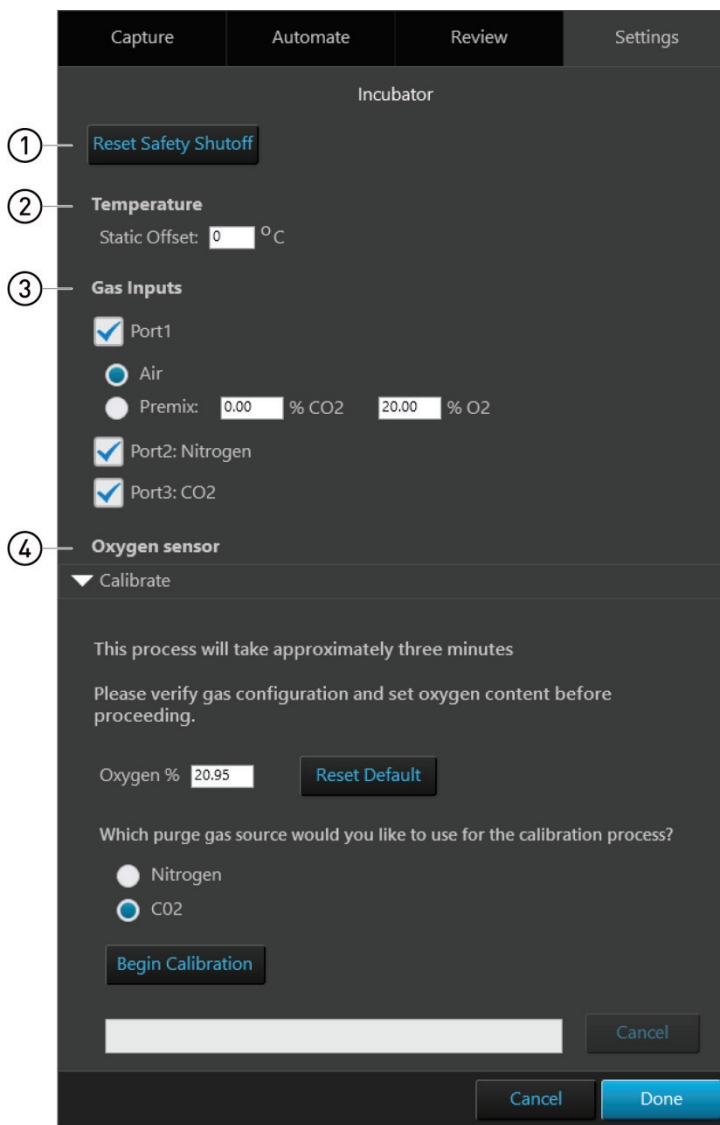 Capture Automate Review Settings
Incubator
① Reset Safety Shutoff
② Temperature
Static Offset: 0 °C
③ Gas Inputs
Port1
Air
Premix: 0.00 % CO2 20.00 % O2
Port2: Nitrogen
Port3: CO2
④ Oxygen sensor
Calibrate
This process will take approximately three minutes
Please verify gas configuration and set oxygen content before
proceeding.
Oxygen % 20.95 Reset Default
Which purge gas source would you like to use for the calibration process?
Nitrogen
C02
Begin Calibration
Cancel
Cancel Done